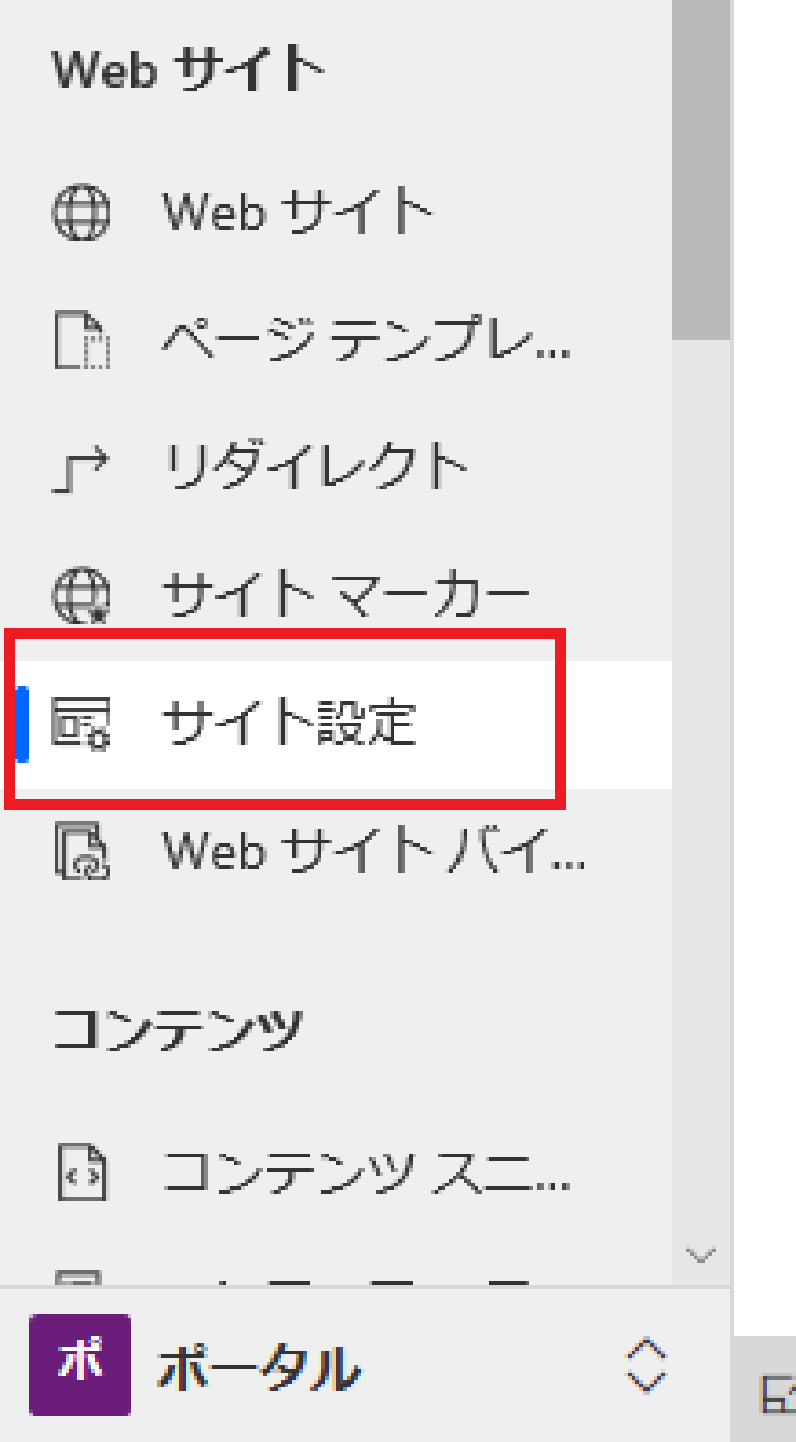 Web サイト
Web サイト
ページ テンプレ...
リダイレクト
サイト マーカー
サイト設定
Web サイト バイ...
コンテンツ
コンテンツ スニ...
ポ ポータル